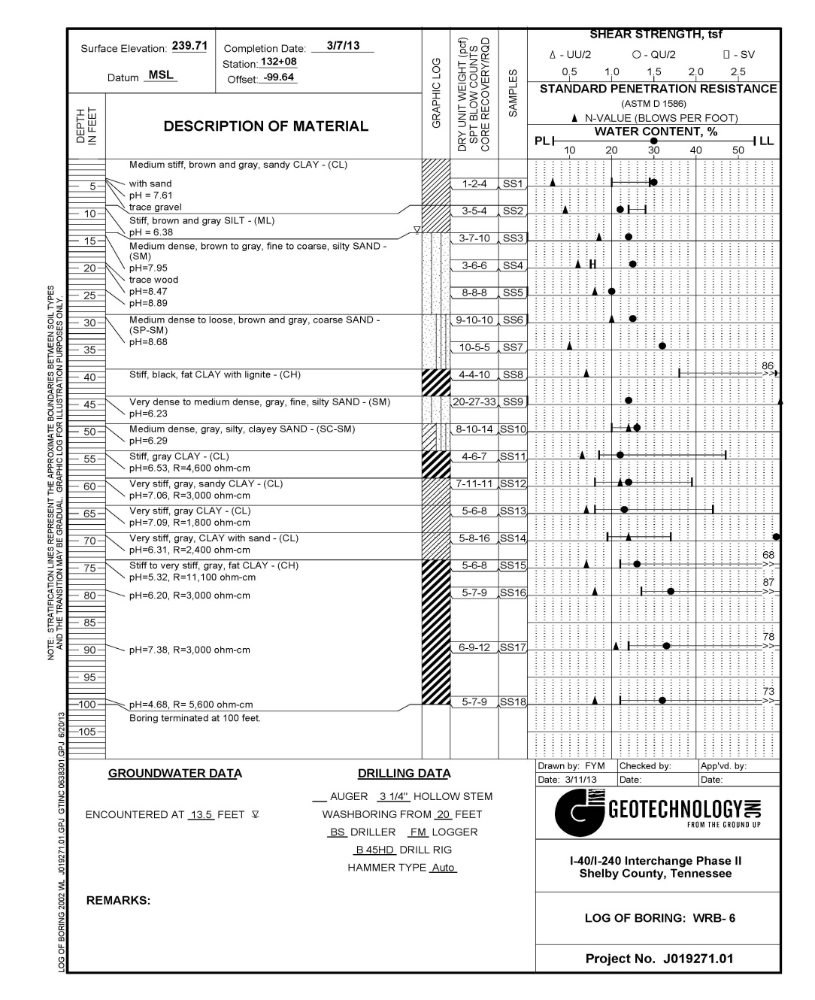 Surface Elevation: 239.71
Completion Date: 3/7/13
Station: 132+08
Datum MSL
Offset: -99.64
GRAPHIC LOG
DRY UNIT WEIGHT (pcf)
SPT BLOW COUNTS
CORE RECOVERY/RQD
SAMPLES
SHEAR STRENGTH, tsf
Δ - UU/2 O - QU/2 □ - SV
0.5 1.0 1.5 2.0 2.5
STANDARD PENETRATION RESISTANCE
(ASTM D 1586)
▲ N-VALUE (BLOWS PER FOOT)
WATER CONTENT, %
PL LL
10 20 30 40 50
DEPTH
IN FEET
DESCRIPTION OF MATERIAL
Medium stiff, brown and gray, sandy CLAY - (CL)
5 with sand 1-2-4 SS1
pH = 7.61
trace gravel
10 3-5-4 SS2
Stiff, brown and gray SILT - (ML)
pH = 6.38
15 3-7-10 SS3
Medium dense, brown to gray, fine to coarse, silty SAND -
(SM)
20 pH=7.95 3-6-6 SS4
trace wood
pH=8.47
25 8-8-8 SS5
pH=8.89
30 Medium dense to loose, brown and gray, coarse SAND - 9-10-10 SS6
(SP-SM)
pH=8.68
35 10-5-5 SS7
40 Stiff, black, fat CLAY with lignite - (CH) 4-4-10 SS8 86 >>
45 Very dense to medium dense, gray, fine, silty SAND - (SM) 20-27-33 SS9
pH=6.23
50 Medium dense, gray, silty, clayey SAND - (SC-SM) 8-10-14 SS10
pH=6.29
55 Stiff, gray CLAY - (CL) 4-6-7 SS11
pH=6.53, R=4,600 ohm-cm
60 Very stiff, gray, sandy CLAY - (CL) 7-11-11 SS12
pH=7.06, R=3,000 ohm-cm
65 Very stiff, gray CLAY - (CL) 5-6-8 SS13
pH=7.09, R=1,800 ohm-cm
70 Very stiff, gray, CLAY with sand - (CL) 5-8-16 SS14
pH=6.31, R=2,400 ohm-cm
75 Stiff to very stiff, gray, fat CLAY - (CH) 5-6-8 SS15 68 >>
pH=5.32, R=11,100 ohm-cm
80 pH=6.20, R=3,000 ohm-cm 5-7-9 SS16 87 >>
85
90 pH=7.38, R=3,000 ohm-cm 6-9-12 SS17 78 >>
95
100 pH=4.68, R= 5,600 ohm-cm 5-7-9 SS18 73 >>
Boring terminated at 100 feet.
105
NOTE: STRATIFICATION LINES REPRESENT THE APPROXIMATE BOUNDARIES BETWEEN SOIL TYPES
AND THE TRANSITION MAY BE GRADUAL. GRAPHIC LOG FOR ILLUSTRATION PURPOSES ONLY.
LOG OF BORING 2002 WL J019271.01.GPJ GTINC 0638301.GPJ 6/20/13
GROUNDWATER DATA
ENCOUNTERED AT 13.5 FEET
DRILLING DATA
___ AUGER 3 1/4" HOLLOW STEM
WASHBORING FROM 20 FEET
BS DRILLER FM LOGGER
B 45HD DRILL RIG
HAMMER TYPE Auto
REMARKS:
Drawn by: FYM Checked by: App'vd. by:
Date: 3/11/13 Date: Date:
GEOTECHNOLOGY INC
FROM THE GROUND UP
I-40/I-240 Interchange Phase II
Shelby County, Tennessee
LOG OF BORING: WRB- 6
Project No. J019271.01